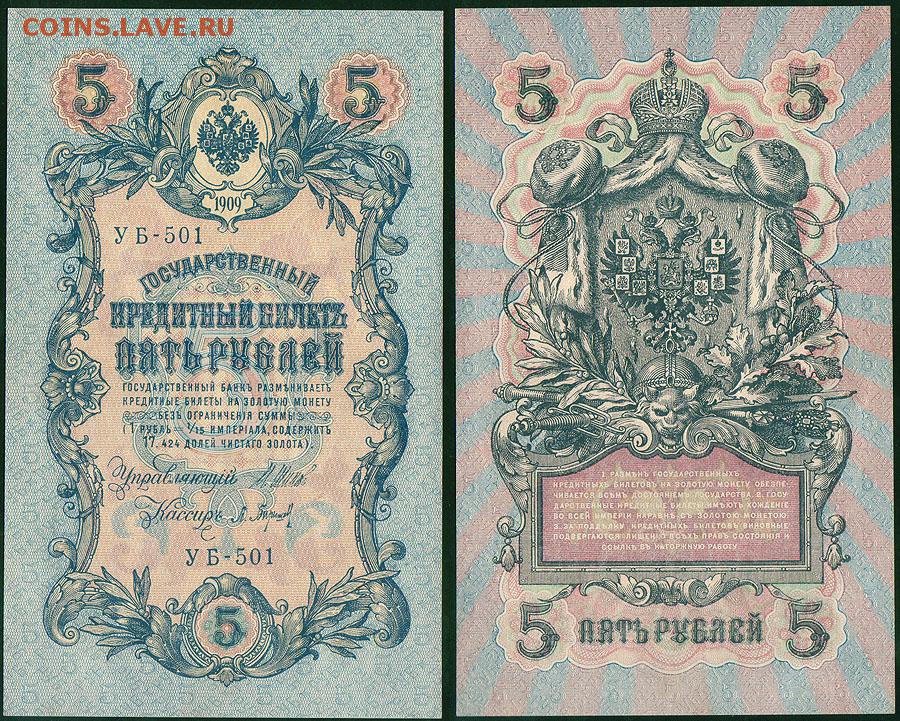 COINS.LAVE.RU
5 5
1909
УБ-501
ГОСУДАРСТВЕННЫЙ
КРЕДИТНЫЙ БИЛЕТЪ
ПЯТЬ РУБЛЕЙ
ГОСУДАРСТВЕННЫЙ БАНКЪ РАЗМѢНИВАЕТЪ
КРЕДИТНЫЕ БИЛЕТЫ НА ЗОЛОТУЮ МОНЕТУ
БЕЗЪ ОГРАНИЧЕНІЯ СУММЫ
(1 РУБЛЬ = 1/15 ИМПЕРІАЛА, СОДЕРЖИТЪ
17.424 ДОЛЕЙ ЧИСТАГО ЗОЛОТА).
Управляющій
Кассиръ
УБ-501
5
5 5
1. РАЗМѢНЪ ГОСУДАРСТВЕННЫХЪ
КРЕДИТНЫХЪ БИЛЕТОВЪ НА ЗОЛОТУЮ МОНЕТУ ОБЕЗПЕ-
ЧИВАЕТСЯ ВСѢМЪ ДОСТОЯНІЕМЪ ГОСУДАРСТВА. 2. ГОСУ-
ДАРСТВЕННЫЕ КРЕДИТНЫЕ БИЛЕТЫ ИМѢЮТЪ ХОЖДЕНІЕ
ВО ВСЕЙ ИМПЕРІИ НАРАВНѢ СЪ ЗОЛОТОЮ МОНЕТОЮ.
3. ЗА ПОДДѢЛКУ КРЕДИТНЫХЪ БИЛЕТОВЪ ВИНОВНЫЕ
ПОДВЕРГАЮТСЯ ЛИШЕНІЮ ВСѢХЪ ПРАВЪ СОСТОЯНІЯ И
ССЫЛКѢ ВЪ КАТОРЖНУЮ РАБОТУ.
5 ПЯТЬ РУБЛЕЙ 5